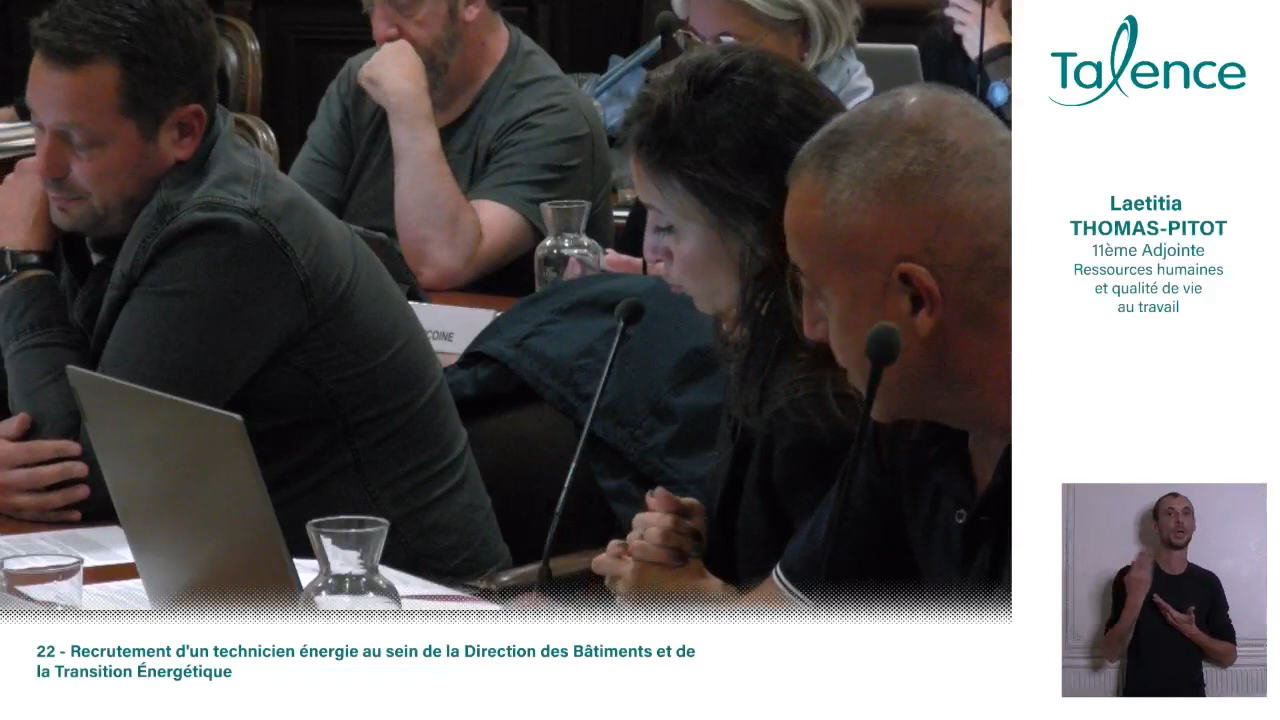 Talence
Laetitia
THOMAS-PITOT
11ème Adjointe
Ressources humaines
et qualité de vie
au travail
COINE
22 - Recrutement d'un technicien énergie au sein de la Direction des Bâtiments et de
la Transition Énergétique